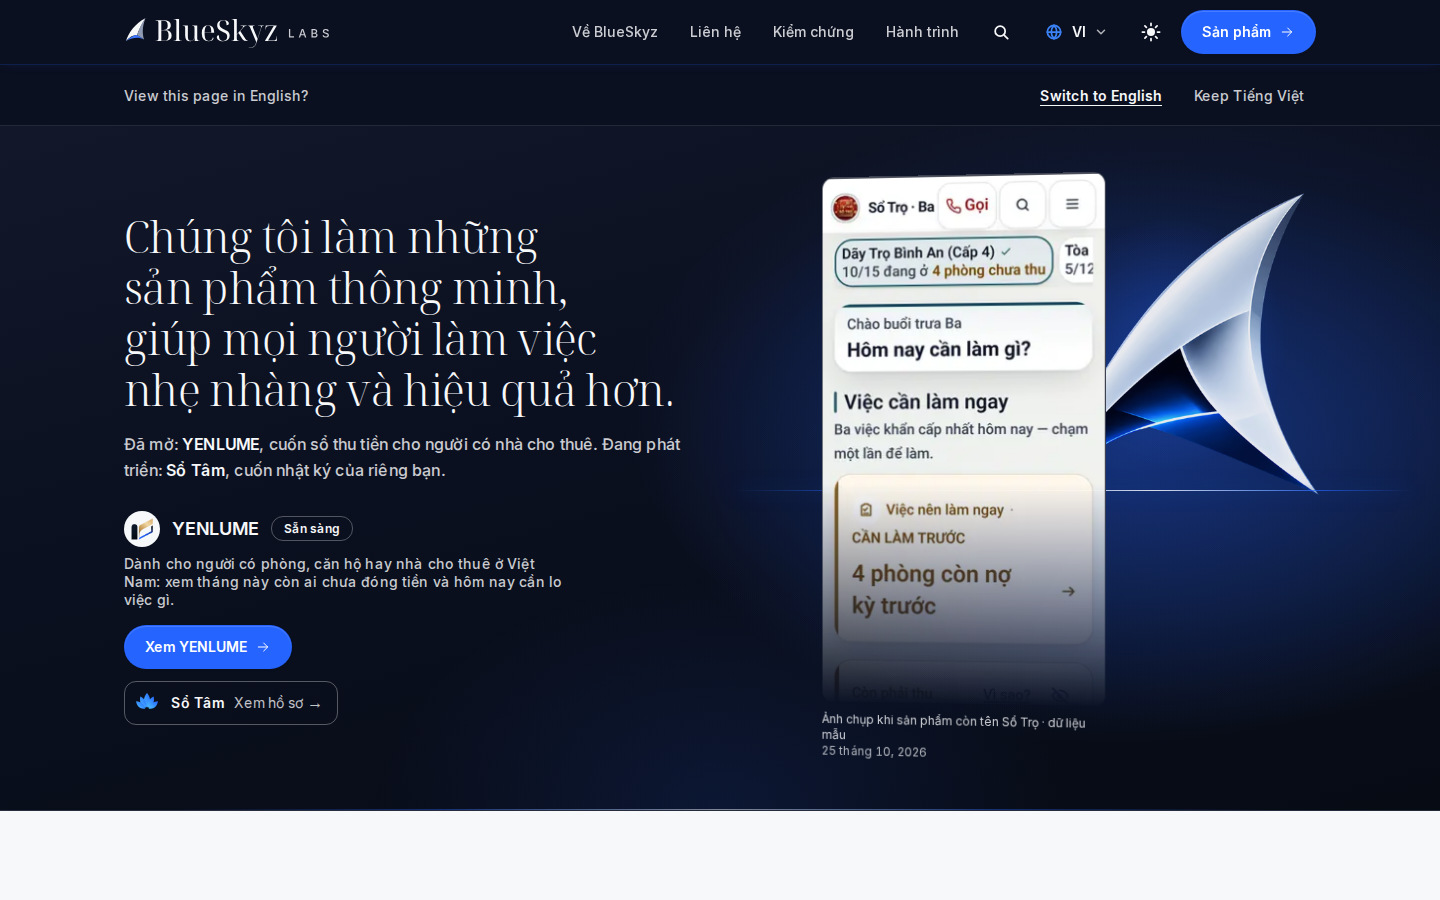 BlueSkyz LABS
Về BlueSkyz
Liên hệ
Kiểm chứng
Hành trình
VI
Sản phẩm →
View this page in English?
Switch to English
Keep Tiếng Việt
Chúng tôi làm những
sản phẩm thông minh,
giúp mọi người làm việc
nhẹ nhàng và hiệu quả hơn.
Đã mở: YENLUME, cuốn sổ thu tiền cho người có nhà cho thuê. Đang phát
triển: Sổ Tâm, cuốn nhật ký của riêng bạn.
YENLUME Sẵn sàng
Dành cho người có phòng, căn hộ hay nhà cho thuê ở Việt
Nam: xem tháng này còn ai chưa đóng tiền và hôm nay cần lo
việc gì.
Xem YENLUME →
Sổ Tâm Xem hồ sơ →
Sổ Trọ · Ba
Gọi
Dãy Trọ Bình An (Cấp 4) ✓
10/15 đang ở 4 phòng chưa thu
Tòa
5/12
Chào buổi trưa Ba
Hôm nay cần làm gì?
Việc cần làm ngay
Ba việc khẩn cấp nhất hôm nay — chạm
một lần để làm.
Việc nên làm ngay ·
CẦN LÀM TRƯỚC
4 phòng còn nợ
kỳ trước
→
Còn phải thu
Vì sao?
Ảnh chụp khi sản phẩm còn tên Sổ Trọ · dữ liệu
mẫu
25 tháng 10, 2026